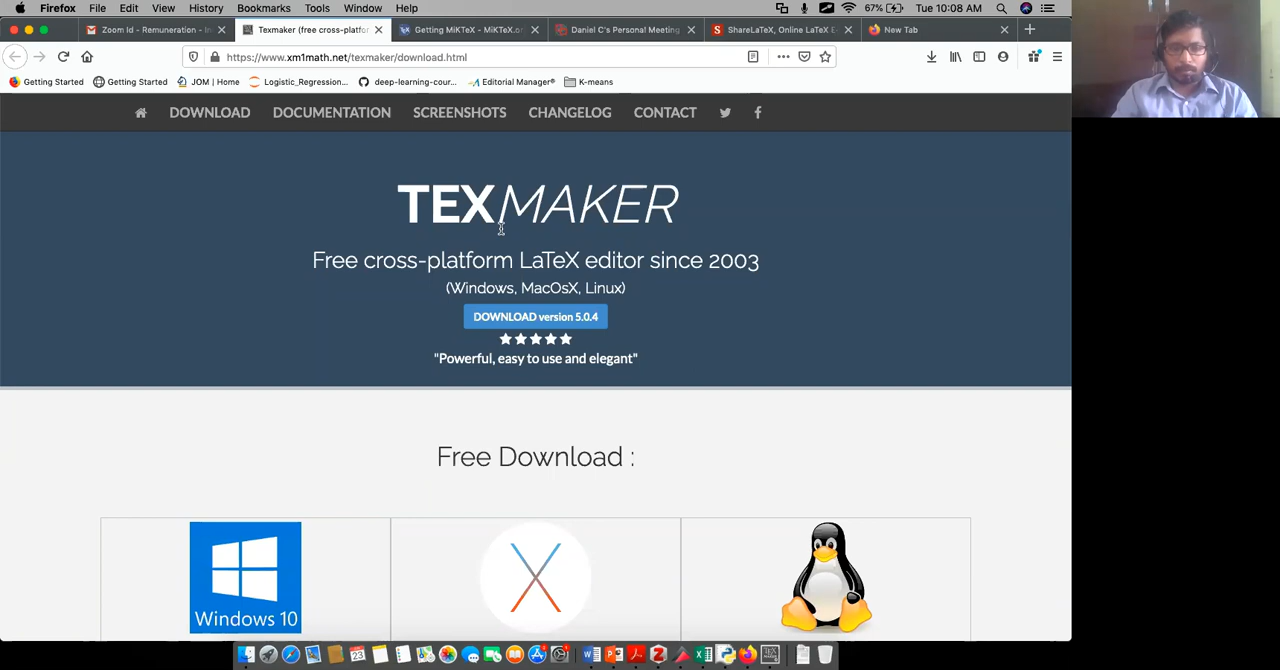 Firefox File Edit View History Bookmarks Tools Window Help 67% Tue 10:08 AM
Zoom Id - Remuneration - Texmaker (free cross-platfor Getting MiKTeX - MiKTeX.or Daniel C's Personal Meeting ShareLaTeX, Online LaTeX E New Tab
https://www.xm1math.net/texmaker/download.html
Getting Started Getting Started JOM | Home Logistic_Regression... deep-learning-cour... Editorial Manager® K-means
DOWNLOAD DOCUMENTATION SCREENSHOTS CHANGELOG CONTACT
TEXMAKER
Free cross-platform LaTeX editor since 2003
(Windows, MacOsX, Linux)
DOWNLOAD version 5.0.4
"Powerful, easy to use and elegant"
Free Download :
Windows 10